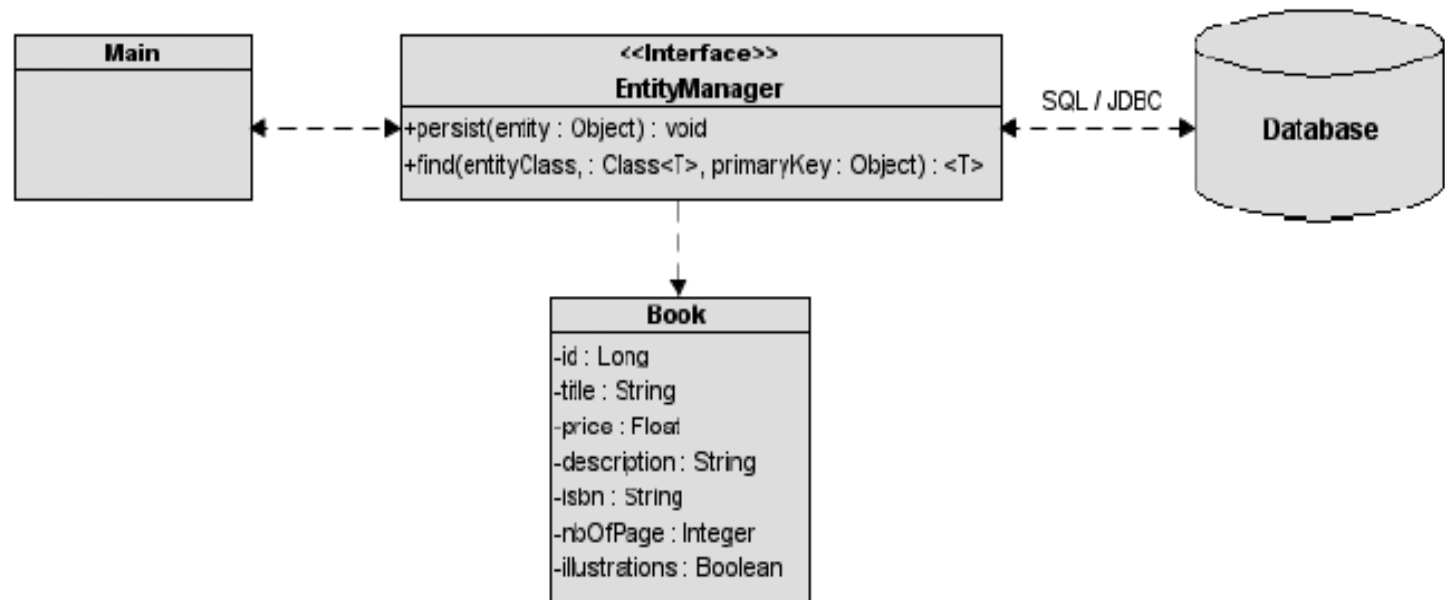 Main
<<Interface>>
EntityManager
+persist(entity : Object) : void
+find(entityClass, : Class<T>, primaryKey : Object) : <T>
SQL / JDBC
Database
Book
-id : Long
-title : String
-price : Float
-description : String
-isbn : String
-nbOfPage : Integer
-illustrations : Boolean